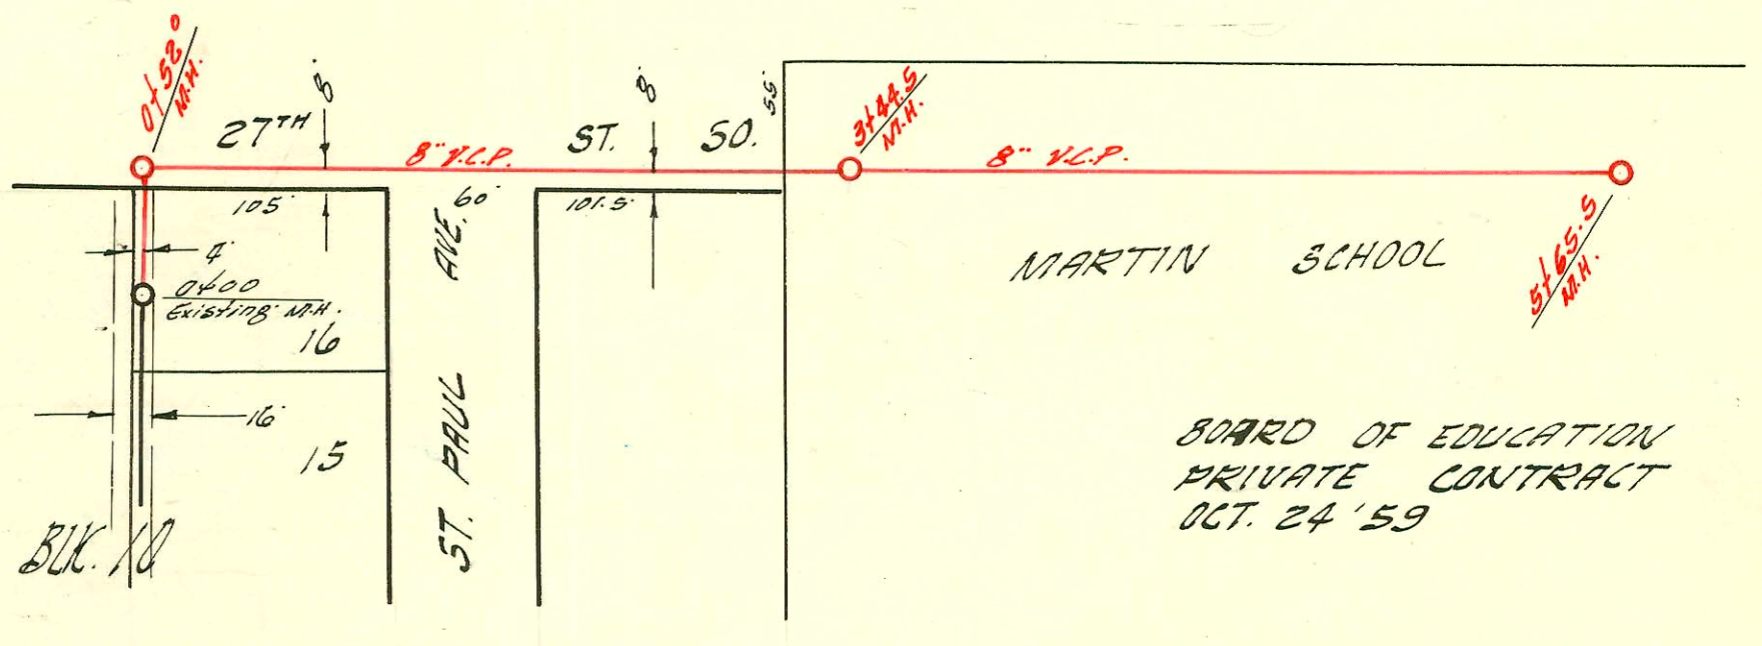 0+52⁰
M.H.
27TH ST. SO.
8'
8'
55'
8" V.C.P.
3+44.5
M.H.
8" V.C.P.
5+65.5
M.H.
105'
60'
101.5'
4'
0+00
Existing M.H.
16
16'
15
BLK. 10
ST. PAUL AVE.
MARTIN SCHOOL
BOARD OF EDUCATION
PRIVATE CONTRACT
OCT. 24 '59